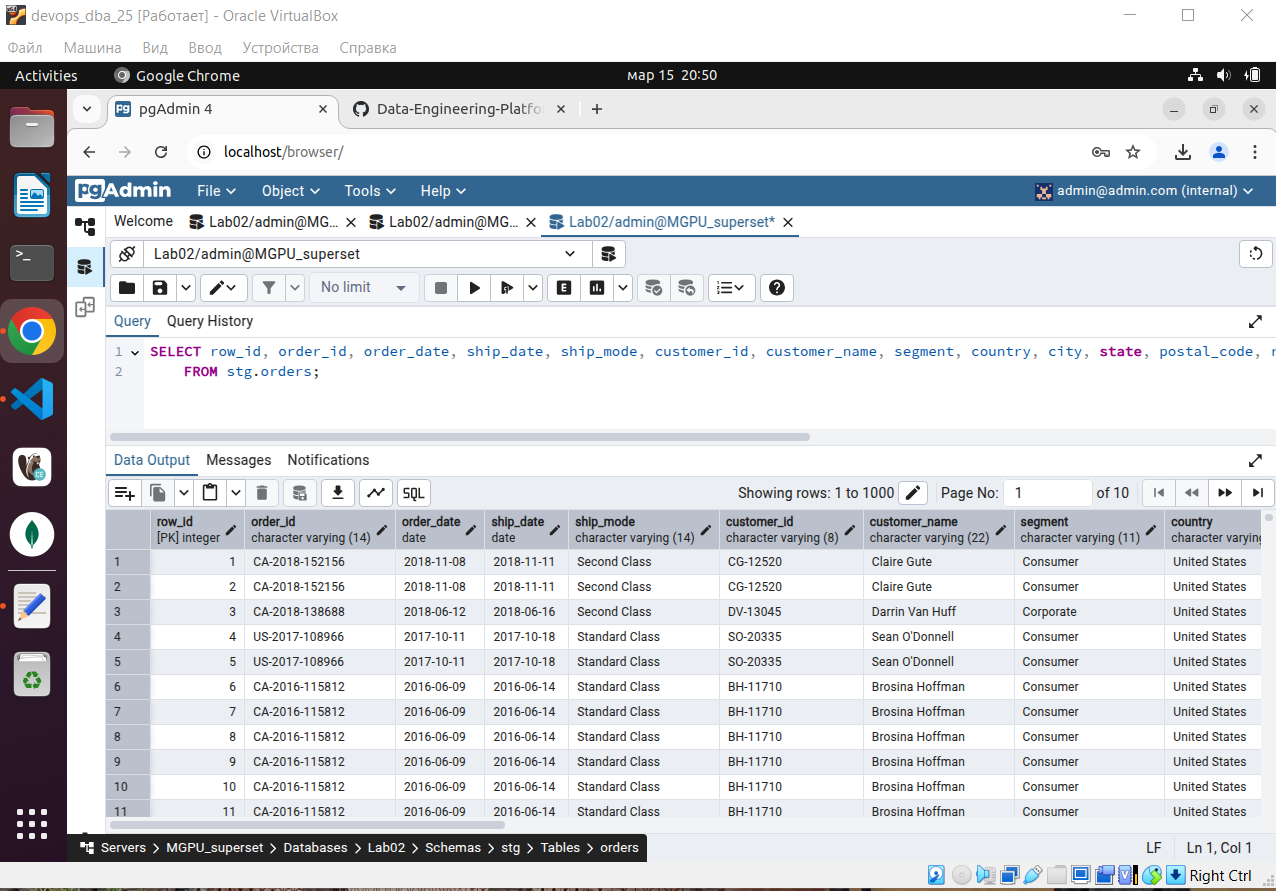 devops_dba_25 [Работает] - Oracle VirtualBox
Файл Машина Вид Ввод Устройства Справка
Activities Google Chrome мар 15 20:50
pgAdmin 4 Data-Engineering-Platfo
localhost/browser/
pgAdmin File Object Tools Help admin@admin.com (internal)
Welcome Lab02/admin@MG... Lab02/admin@MG... Lab02/admin@MGPU_superset*
Lab02/admin@MGPU_superset
No limit E
Query Query History
1 SELECT row_id, order_id, order_date, ship_date, ship_mode, customer_id, customer_name, segment, country, city, state, postal_code, r
2 FROM stg.orders;
Data Output Messages Notifications
SQL Showing rows: 1 to 1000 Page No: 1 of 10
row_id order_id order_date ship_date ship_mode customer_id customer_name segment country
[PK] integer character varying (14) date date character varying (14) character varying (8) character varying (22) character varying (11) character varying
1 1 CA-2018-152156 2018-11-08 2018-11-11 Second Class CG-12520 Claire Gute Consumer United States
2 2 CA-2018-152156 2018-11-08 2018-11-11 Second Class CG-12520 Claire Gute Consumer United States
3 3 CA-2018-138688 2018-06-12 2018-06-16 Second Class DV-13045 Darrin Van Huff Corporate United States
4 4 US-2017-108966 2017-10-11 2017-10-18 Standard Class SO-20335 Sean O'Donnell Consumer United States
5 5 US-2017-108966 2017-10-11 2017-10-18 Standard Class SO-20335 Sean O'Donnell Consumer United States
6 6 CA-2016-115812 2016-06-09 2016-06-14 Standard Class BH-11710 Brosina Hoffman Consumer United States
7 7 CA-2016-115812 2016-06-09 2016-06-14 Standard Class BH-11710 Brosina Hoffman Consumer United States
8 8 CA-2016-115812 2016-06-09 2016-06-14 Standard Class BH-11710 Brosina Hoffman Consumer United States
9 9 CA-2016-115812 2016-06-09 2016-06-14 Standard Class BH-11710 Brosina Hoffman Consumer United States
10 10 CA-2016-115812 2016-06-09 2016-06-14 Standard Class BH-11710 Brosina Hoffman Consumer United States
11 11 CA-2016-115812 2016-06-09 2016-06-14 Standard Class BH-11710 Brosina Hoffman Consumer United States
Servers > MGPU_superset > Databases > Lab02 > Schemas > stg > Tables > orders LF Ln 1, Col 1
Right Ctrl